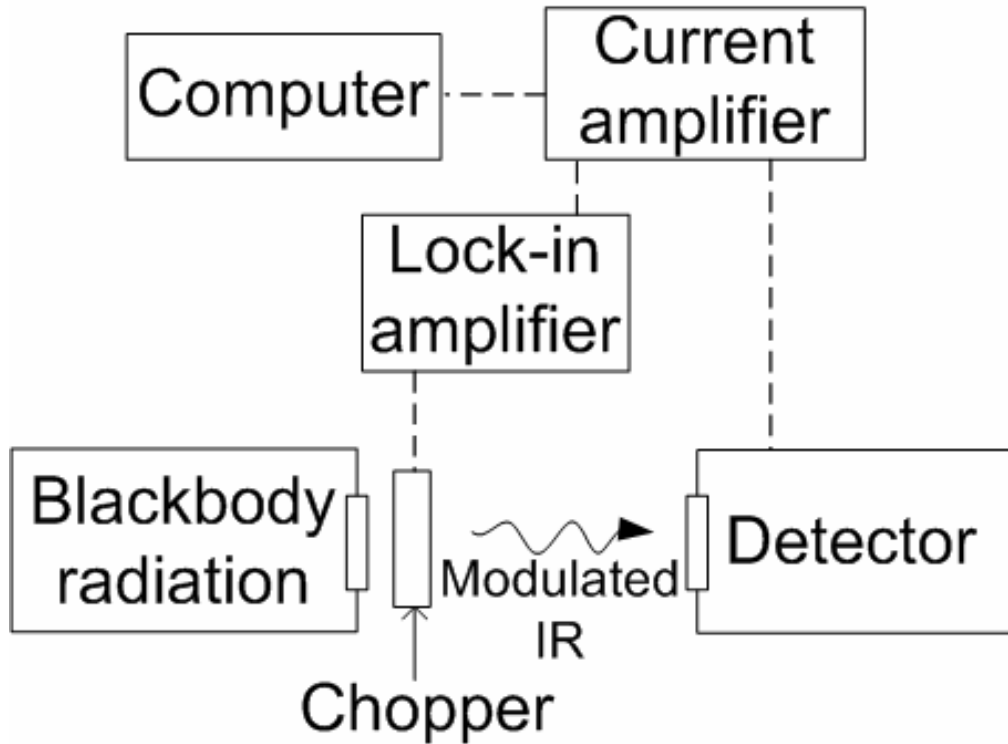 Computer
Current
amplifier
Lock-in
amplifier
Blackbody
radiation
Modulated
IR
Detector
Chopper